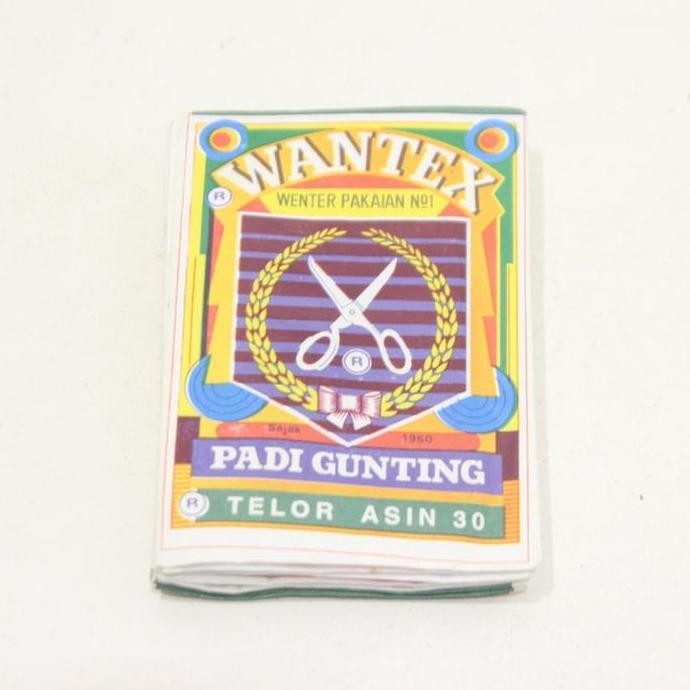 WANTEX
® WENTER PAKAIAN Nº1
®
Sejak 1950
PADI GUNTING
® TELOR ASIN 30